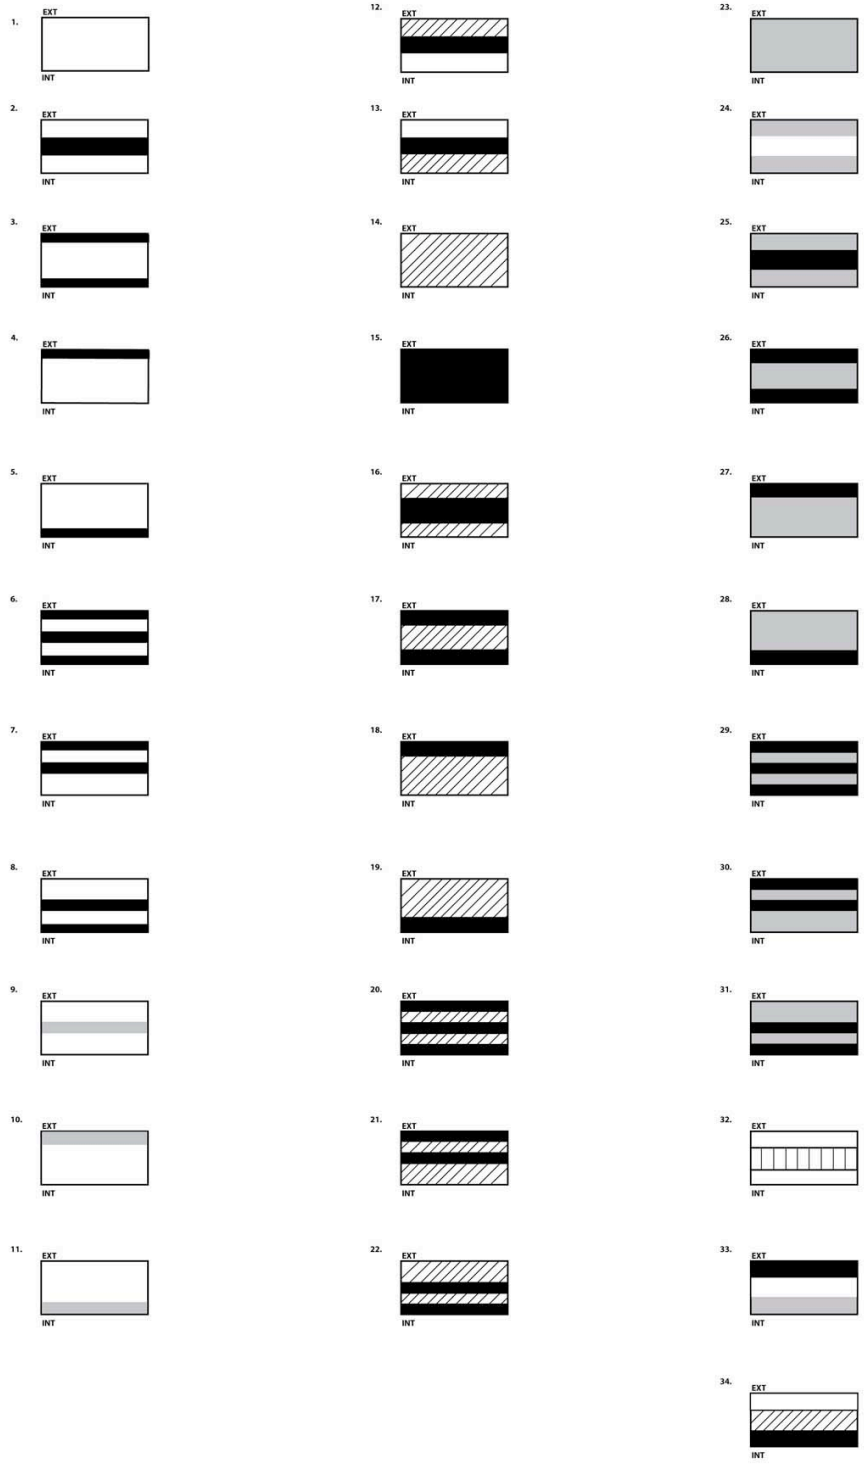 1.
EXT
INT
2.
EXT
INT
3.
EXT
INT
4.
EXT
INT
5.
EXT
INT
6.
EXT
INT
7.
EXT
INT
8.
EXT
INT
9.
EXT
INT
10.
EXT
INT
11.
EXT
INT
12.
EXT
INT
13.
EXT
INT
14.
EXT
INT
15.
EXT
INT
16.
EXT
INT
17.
EXT
INT
18.
EXT
INT
19.
EXT
INT
20.
EXT
INT
21.
EXT
INT
22.
EXT
INT
23.
EXT
INT
24.
EXT
INT
25.
EXT
INT
26.
EXT
INT
27.
EXT
INT
28.
EXT
INT
29.
EXT
INT
30.
EXT
INT
31.
EXT
INT
32.
EXT
INT
33.
EXT
INT
34.
EXT
INT